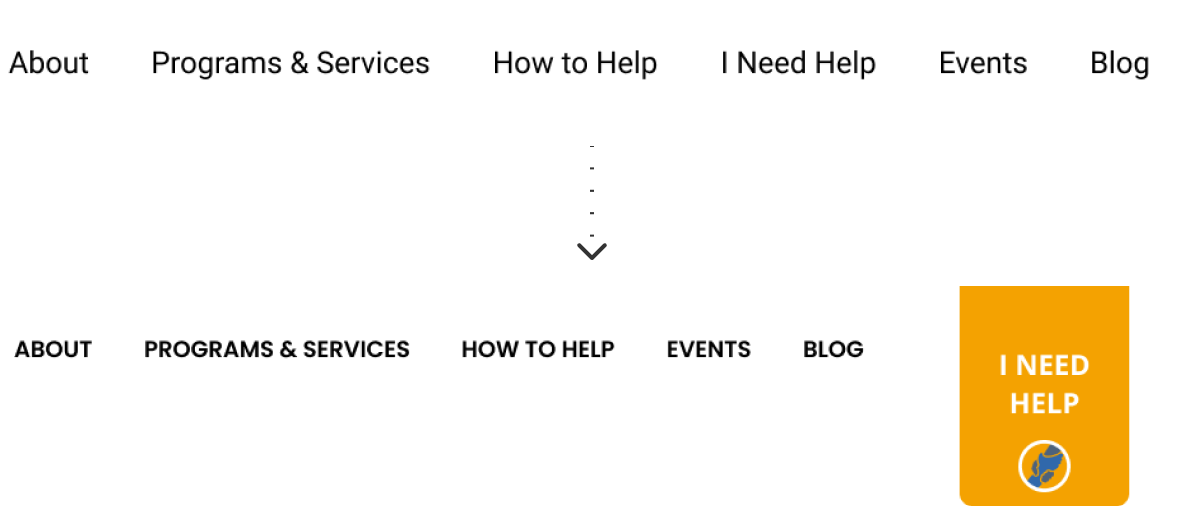 About Programs & Services How to Help I Need Help Events Blog
ABOUT PROGRAMS & SERVICES HOW TO HELP EVENTS BLOG
I NEED
HELP